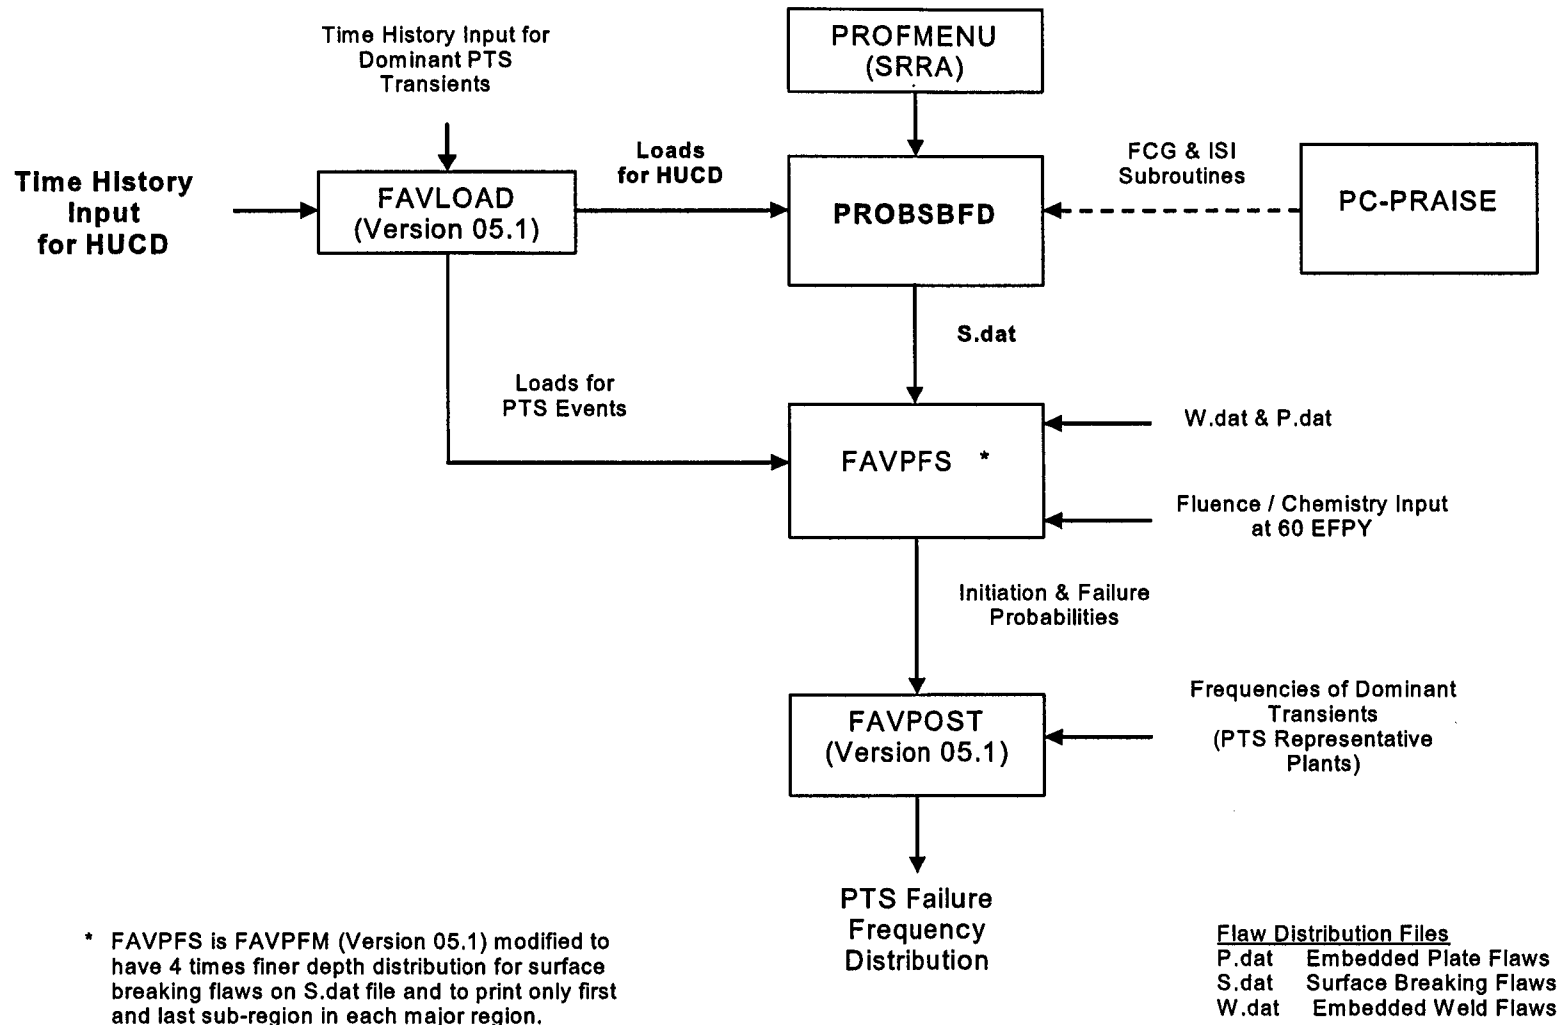 Time History Input for
Dominant PTS
Transients
PROFMENU
(SRRA)
Time History
Input
for HUCD
FAVLOAD
(Version 05.1)
Loads
for HUCD
PROBSBFD
FCG & ISI
Subroutines
PC-PRAISE
S.dat
Loads for
PTS Events
FAVPFS *
W.dat & P.dat
Fluence / Chemistry Input
at 60 EFPY
Initiation & Failure
Probabilities
FAVPOST
(Version 05.1)
Frequencies of Dominant
Transients
(PTS Representative
Plants)
PTS Failure
Frequency
Distribution
* FAVPFS is FAVPFM (Version 05.1) modified to
have 4 times finer depth distribution for surface
breaking flaws on S.dat file and to print only first
and last sub-region in each major region.
Flaw Distribution Files
P.dat Embedded Plate Flaws
S.dat Surface Breaking Flaws
W.dat Embedded Weld Flaws